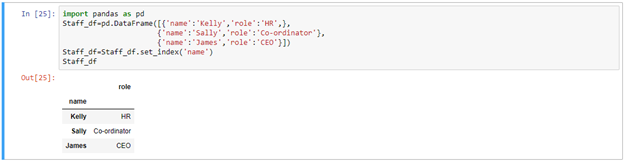 In [25]: import pandas as pd
Staff_df=pd.DataFrame([{'name':'Kelly','role':'HR',},
{'name':'Sally','role':'Co-ordinator'},
{'name':'James','role':'CEO'}])
Staff_df=Staff_df.set_index('name')
Staff_df
Out[25]:
role
name
Kelly HR
Sally Co-ordinator
James CEO